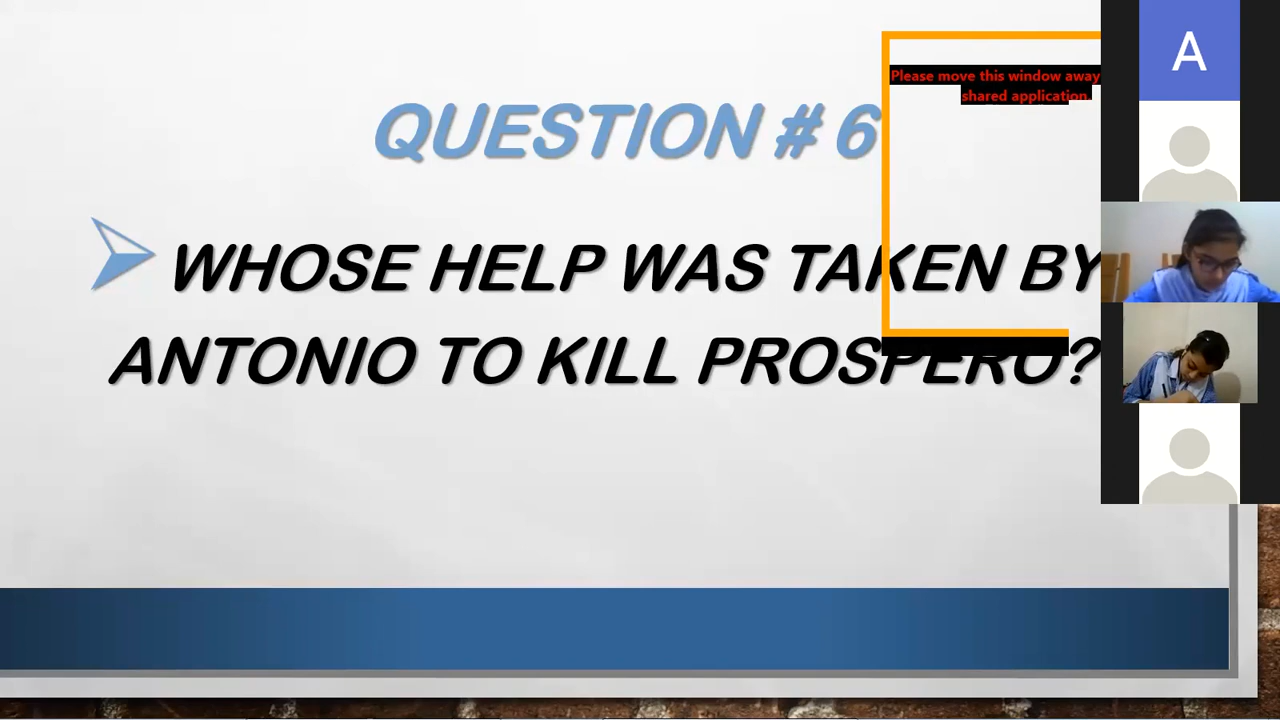 QUESTION # 6
WHOSE HELP WAS TAKEN BY
ANTONIO TO KILL PROSPERO?
Please move this window away
shared application.
A